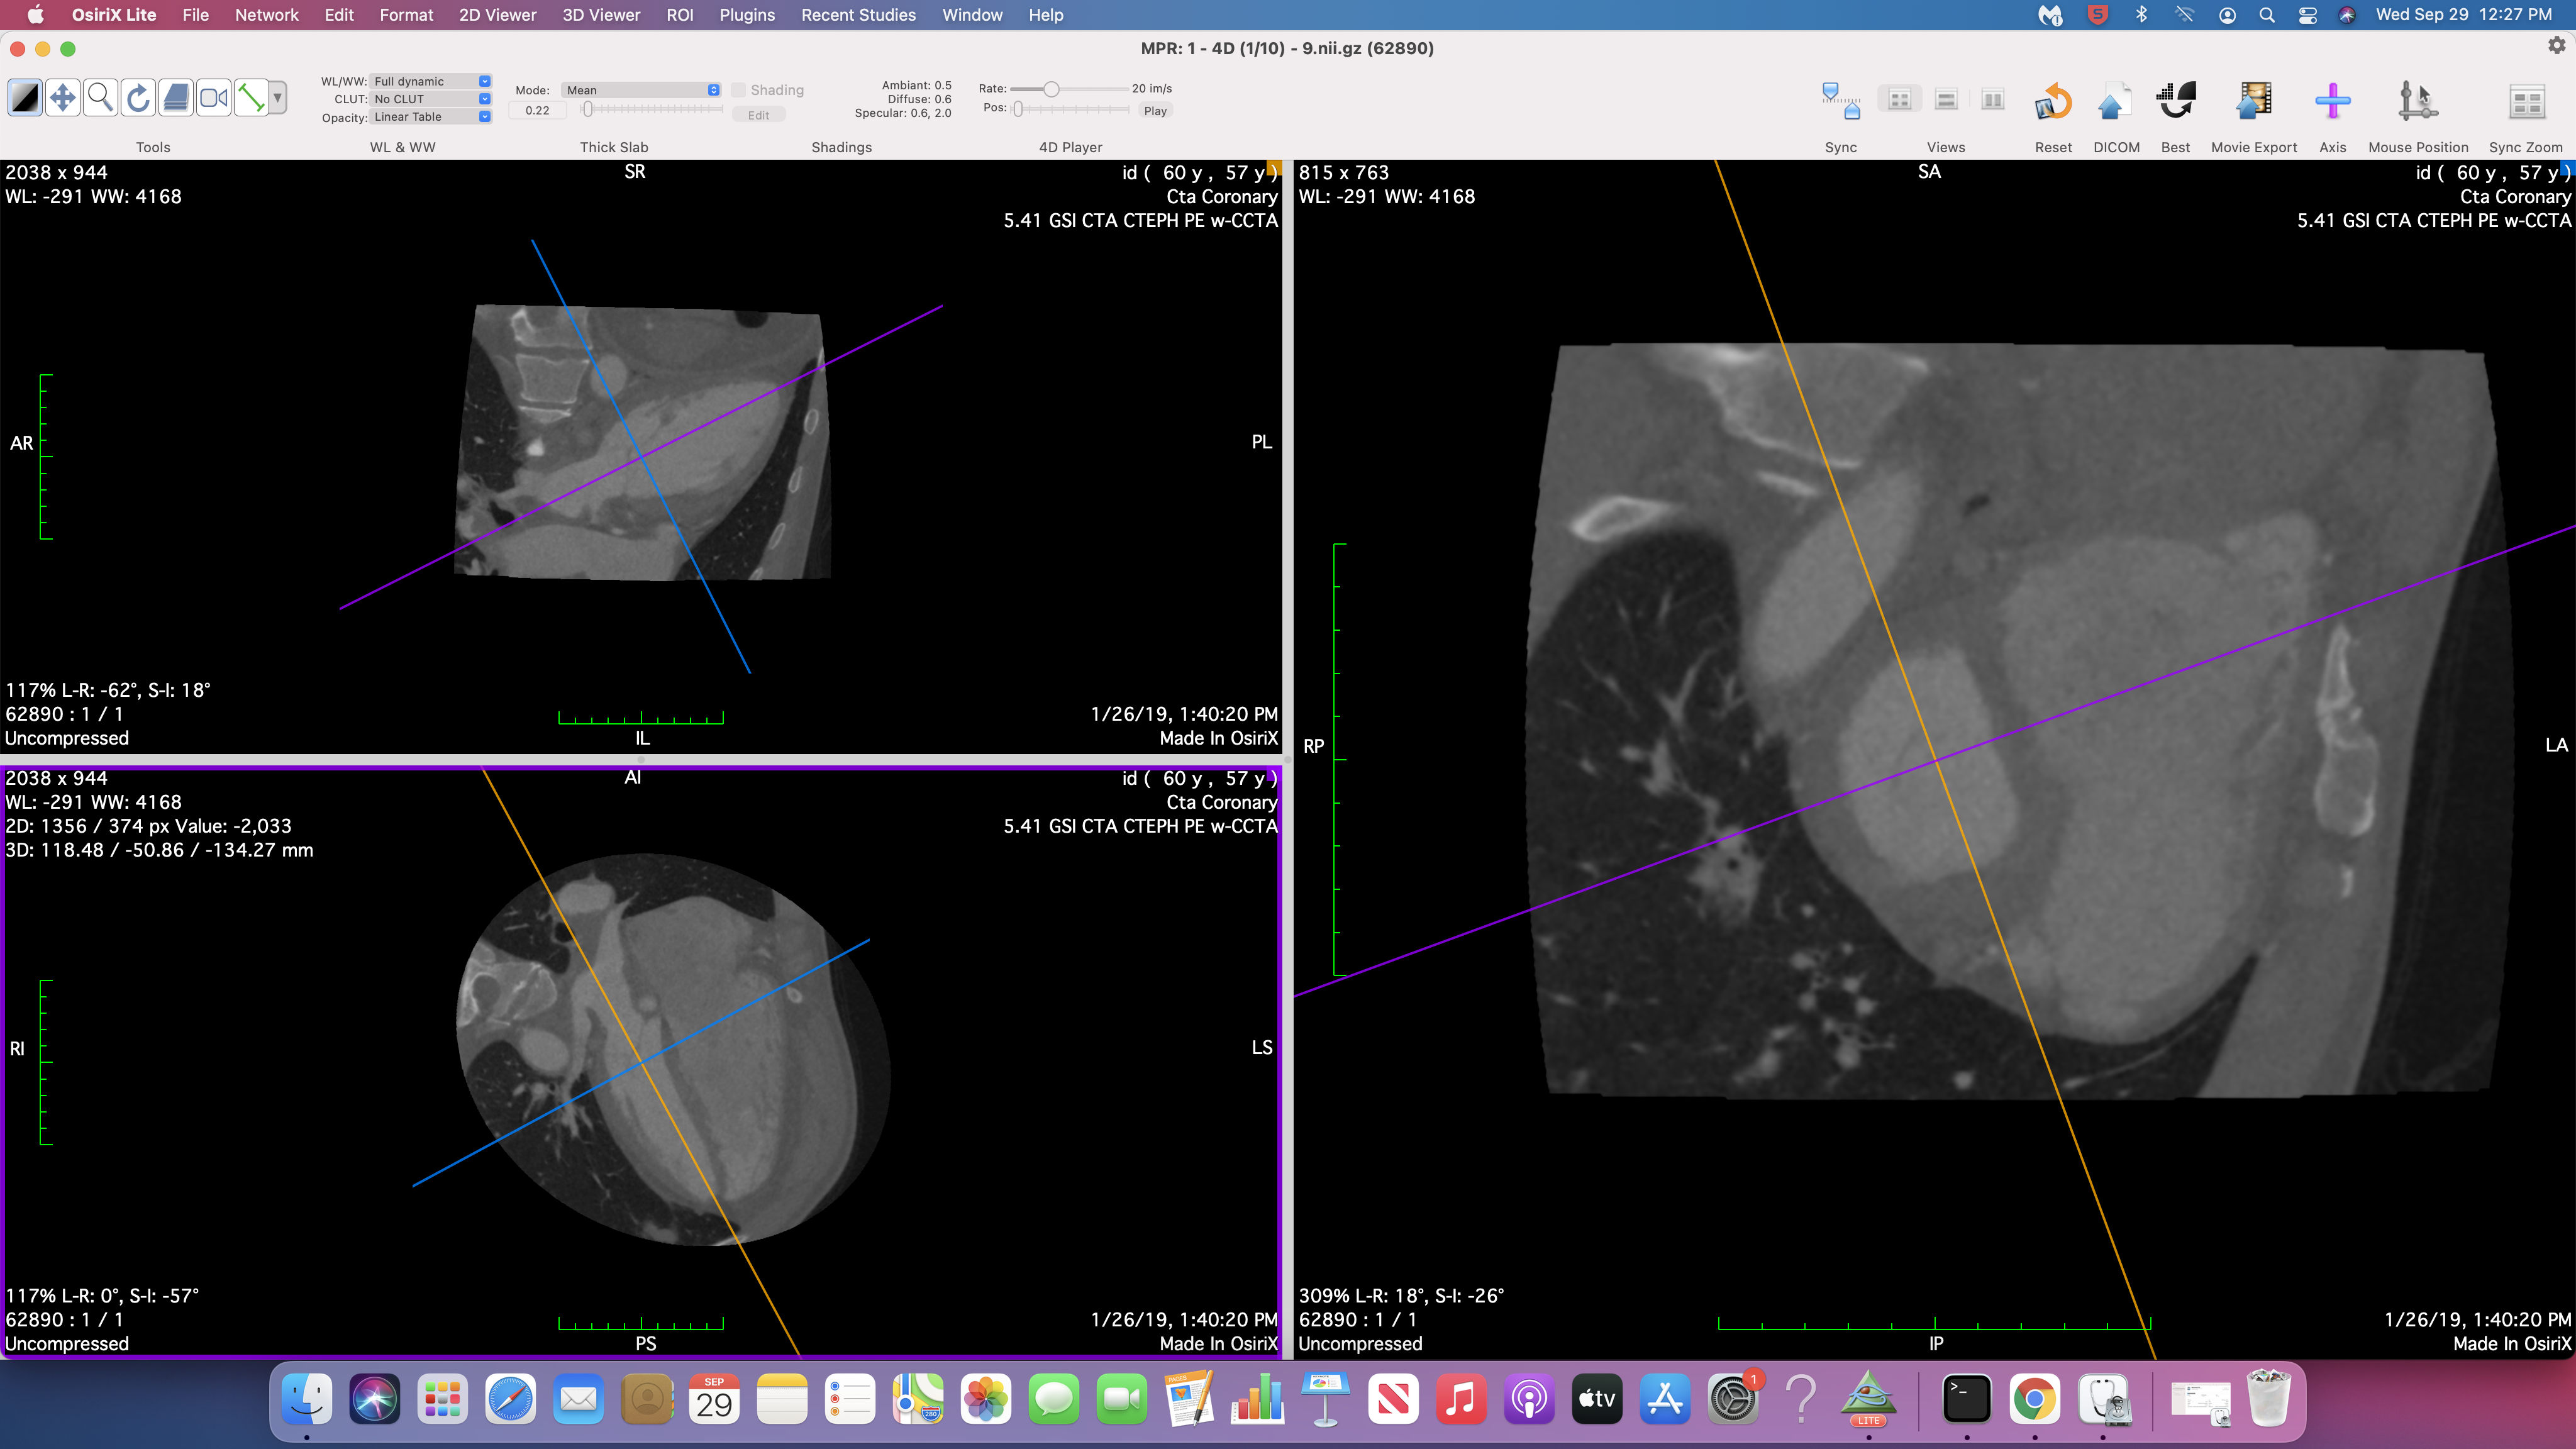 OsiriX Lite File Network Edit Format 2D Viewer 3D Viewer ROI Plugins Recent Studies Window Help S Wed Sep 29 12:27 PM
MPR: 1 - 4D (1/10) - 9.nii.gz (62890)
WL/WW: Full dynamic
CLUT: No CLUT
Opacity: Linear Table
Mode: Mean
0.22
Shading
Edit
Ambiant: 0.5
Diffuse: 0.6
Specular: 0.6, 2.0
Rate: 20 im/s
Pos: Play
Tools WL & WW Thick Slab Shadings 4D Player Sync Views Reset DICOM Best Movie Export Axis Mouse Position Sync Zoom
2038 x 944
WL: -291 WW: 4168
SR
id ( 60 y , 57 y )
Cta Coronary
5.41 GSI CTA CTEPH PE w-CCTA
AR
PL
117% L-R: -62°, S-I: 18°
62890 : 1 / 1
Uncompressed
IL
1/26/19, 1:40:20 PM
Made In OsiriX
2038 x 944
WL: -291 WW: 4168
2D: 1356 / 374 px Value: -2,033
3D: 118.48 / -50.86 / -134.27 mm
AI
id ( 60 y , 57 y )
Cta Coronary
5.41 GSI CTA CTEPH PE w-CCTA
RI
LS
117% L-R: 0°, S-I: -57°
62890 : 1 / 1
Uncompressed
PS
1/26/19, 1:40:20 PM
Made In OsiriX
815 x 763
WL: -291 WW: 4168
SA
id ( 60 y , 57 y )
Cta Coronary
5.41 GSI CTA CTEPH PE w-CCTA
RP
LA
309% L-R: 18°, S-I: -26°
62890 : 1 / 1
Uncompressed
IP
1/26/19, 1:40:20 PM
Made In OsiriX
SEP
29
280
PAGES
tv
1
?
LITE
>_